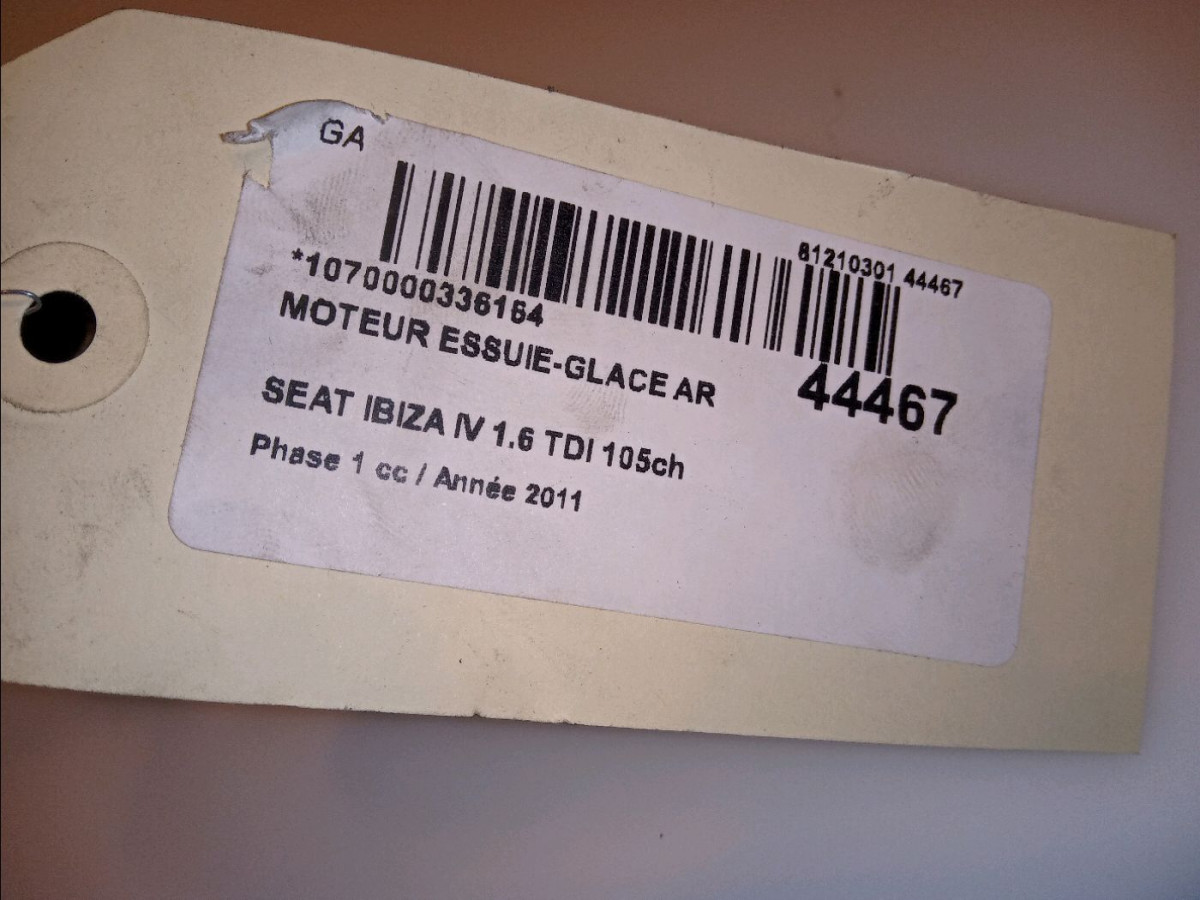 GA
81210301 44467
*1070000336164
44467
MOTEUR ESSUIE-GLACE AR
SEAT IBIZA IV 1.6 TDI 105ch
Phase 1 cc / Année 2011